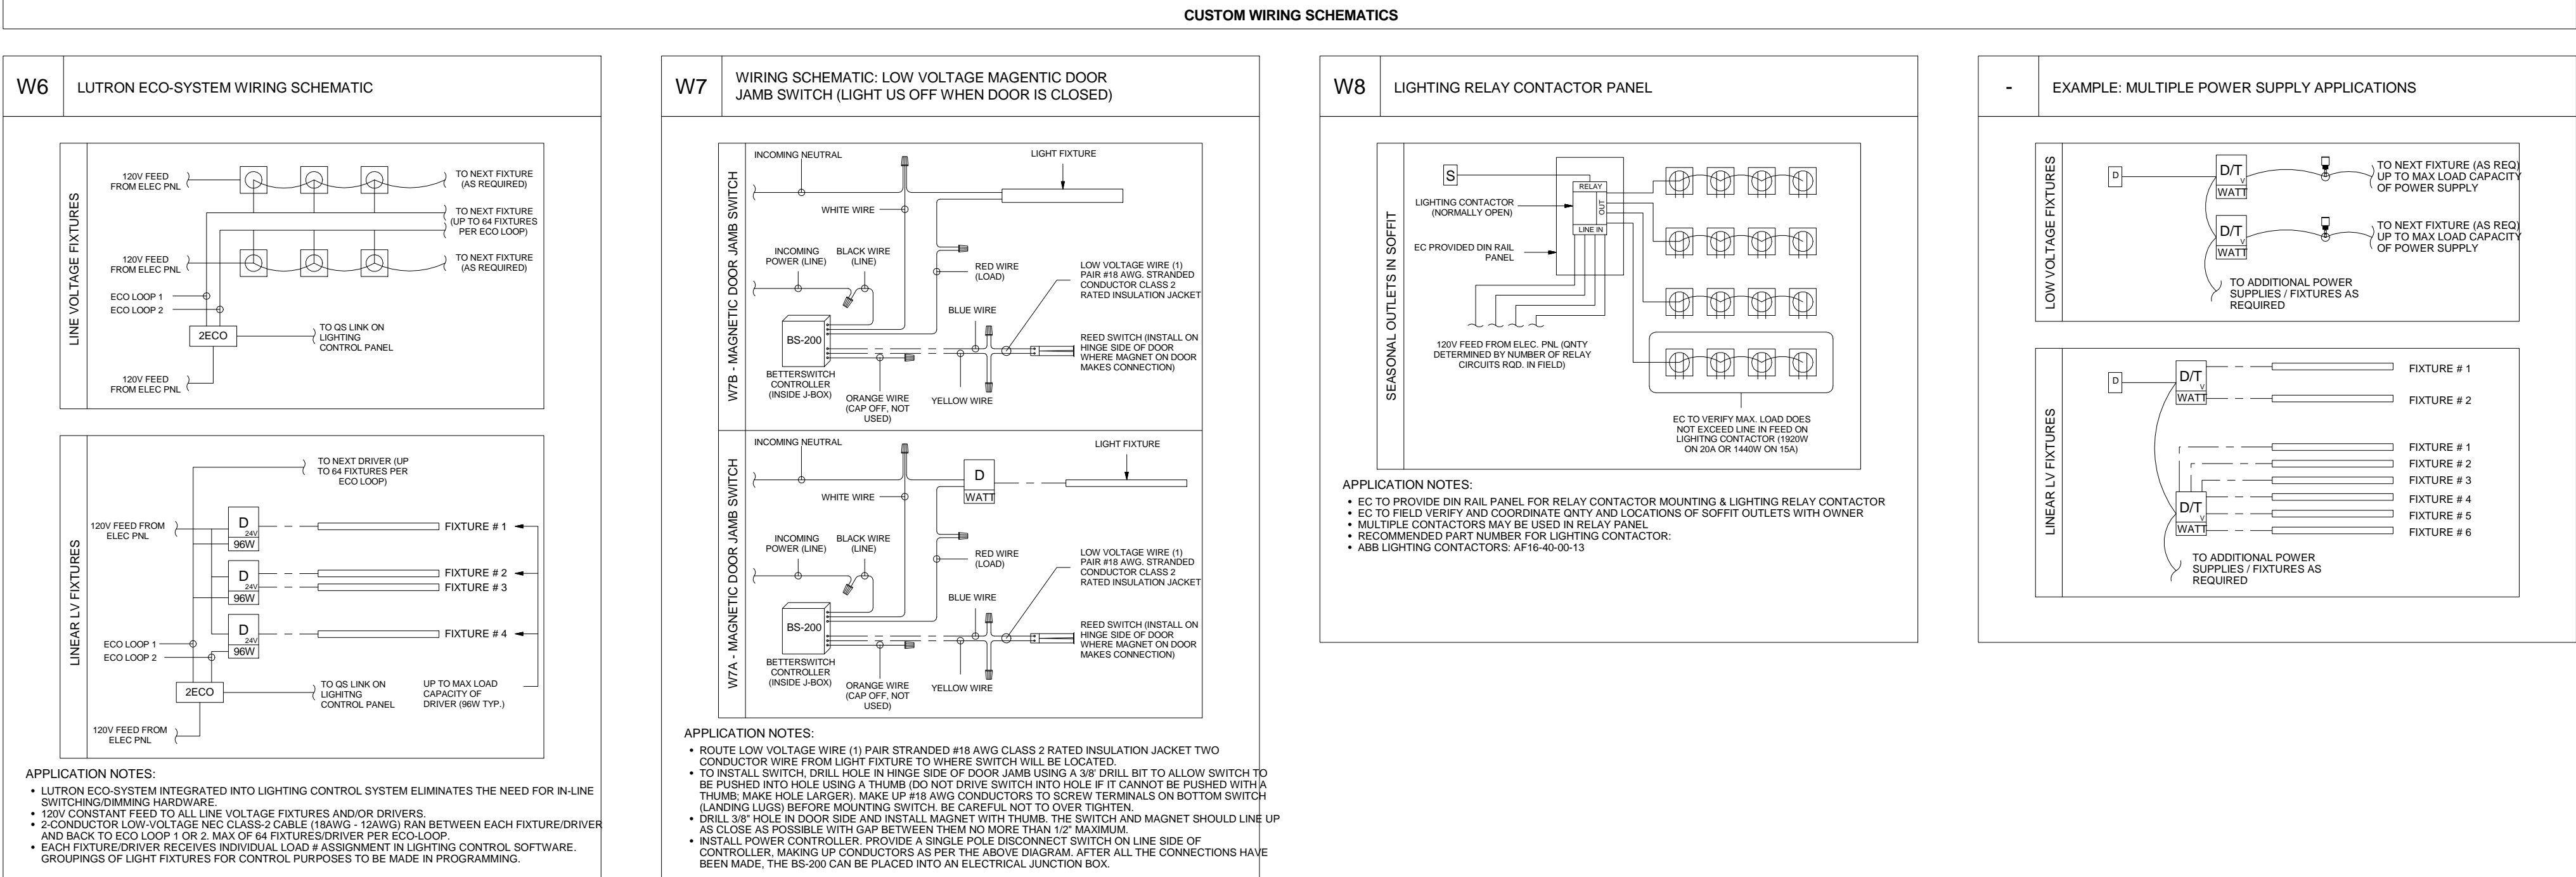 CUSTOM WIRING SCHEMATICS
W6
LUTRON ECO-SYSTEM WIRING SCHEMATIC
LINE VOLTAGE FIXTURES
120V FEED
FROM ELEC PNL
TO NEXT FIXTURE
(AS REQUIRED)
TO NEXT FIXTURE
(UP TO 64 FIXTURES
PER ECO LOOP)
120V FEED
FROM ELEC PNL
TO NEXT FIXTURE
(AS REQUIRED)
ECO LOOP 1
ECO LOOP 2
2ECO
TO QS LINK ON
LIGHTING
CONTROL PANEL
120V FEED
FROM ELEC PNL
LINEAR LV FIXTURES
TO NEXT DRIVER (UP
TO 64 FIXTURES PER
ECO LOOP)
120V FEED FROM
ELEC PNL
D
24V
96W
FIXTURE # 1
D
24V
96W
FIXTURE # 2
FIXTURE # 3
D
24V
96W
FIXTURE # 4
ECO LOOP 1
ECO LOOP 2
2ECO
TO QS LINK ON
LIGHITNG
CONTROL PANEL
UP TO MAX LOAD
CAPACITY OF
DRIVER (96W TYP.)
120V FEED FROM
ELEC PNL
APPLICATION NOTES:
• LUTRON ECO-SYSTEM INTEGRATED INTO LIGHTING CONTROL SYSTEM ELIMINATES THE NEED FOR IN-LINE
SWITCHING/DIMMING HARDWARE.
• 120V CONSTANT FEED TO ALL LINE VOLTAGE FIXTURES AND/OR DRIVERS.
• 2-CONDUCTOR LOW-VOLTAGE NEC CLASS-2 CABLE (18AWG - 12AWG) RAN BETWEEN EACH FIXTURE/DRIVER
AND BACK TO ECO LOOP 1 OR 2. MAX OF 64 FIXTURES/DRIVER PER ECO-LOOP.
• EACH FIXTURE/DRIVER RECEIVES INDIVIDUAL LOAD # ASSIGNMENT IN LIGHTING CONTROL SOFTWARE.
GROUPINGS OF LIGHT FIXTURES FOR CONTROL PURPOSES TO BE MADE IN PROGRAMMING.
W7
WIRING SCHEMATIC: LOW VOLTAGE MAGENTIC DOOR
JAMB SWITCH (LIGHT US OFF WHEN DOOR IS CLOSED)
W7B - MAGNETIC DOOR JAMB SWITCH
INCOMING NEUTRAL
LIGHT FIXTURE
WHITE WIRE
INCOMING
POWER (LINE)
BLACK WIRE
(LINE)
RED WIRE
(LOAD)
LOW VOLTAGE WIRE (1)
PAIR #18 AWG. STRANDED
CONDUCTOR CLASS 2
RATED INSULATION JACKET
BLUE WIRE
BS-200
REED SWITCH (INSTALL ON
HINGE SIDE OF DOOR
WHERE MAGNET ON DOOR
MAKES CONNECTION)
BETTERSWITCH
CONTROLLER
(INSIDE J-BOX)
ORANGE WIRE
(CAP OFF, NOT
USED)
YELLOW WIRE
W7A - MAGNETIC DOOR JAMB SWITCH
INCOMING NEUTRAL
LIGHT FIXTURE
D
WATT
WHITE WIRE
INCOMING
POWER (LINE)
BLACK WIRE
(LINE)
RED WIRE
(LOAD)
LOW VOLTAGE WIRE (1)
PAIR #18 AWG. STRANDED
CONDUCTOR CLASS 2
RATED INSULATION JACKET
BLUE WIRE
BS-200
REED SWITCH (INSTALL ON
HINGE SIDE OF DOOR
WHERE MAGNET ON DOOR
MAKES CONNECTION)
BETTERSWITCH
CONTROLLER
(INSIDE J-BOX)
ORANGE WIRE
(CAP OFF, NOT
USED)
YELLOW WIRE
APPLICATION NOTES:
• ROUTE LOW VOLTAGE WIRE (1) PAIR STRANDED #18 AWG CLASS 2 RATED INSULATION JACKET TWO
CONDUCTOR WIRE FROM LIGHT FIXTURE TO WHERE SWITCH WILL BE LOCATED.
• TO INSTALL SWITCH, DRILL HOLE IN HINGE SIDE OF DOOR JAMB USING A 3/8' DRILL BIT TO ALLOW SWITCH TO
BE PUSHED INTO HOLE USING A THUMB (DO NOT DRIVE SWITCH INTO HOLE IF IT CANNOT BE PUSHED WITH A
THUMB; MAKE HOLE LARGER). MAKE UP #18 AWG CONDUCTORS TO SCREW TERMINALS ON BOTTOM SWITCH
(LANDING LUGS) BEFORE MOUNTING SWITCH. BE CAREFUL NOT TO OVER TIGHTEN.
• DRILL 3/8" HOLE IN DOOR SIDE AND INSTALL MAGNET WITH THUMB. THE SWITCH AND MAGNET SHOULD LINE UP
AS CLOSE AS POSSIBLE WITH GAP BETWEEN THEM NO MORE THAN 1/2" MAXIMUM.
• INSTALL POWER CONTROLLER. PROVIDE A SINGLE POLE DISCONNECT SWITCH ON LINE SIDE OF
CONTROLLER, MAKING UP CONDUCTORS AS PER THE ABOVE DIAGRAM. AFTER ALL THE CONNECTIONS HAVE
BEEN MADE, THE BS-200 CAN BE PLACED INTO AN ELECTRICAL JUNCTION BOX.
W8
LIGHTING RELAY CONTACTOR PANEL
SEASONAL OUTLETS IN SOFFIT
S
RELAY
OUT
LINE IN
LIGHTING CONTACTOR
(NORMALLY OPEN)
EC PROVIDED DIN RAIL
PANEL
120V FEED FROM ELEC. PNL (QNTY
DETERMINED BY NUMBER OF RELAY
CIRCUITS RQD. IN FIELD)
EC TO VERIFY MAX. LOAD DOES
NOT EXCEED LINE IN FEED ON
LIGHITNG CONTACTOR (1920W
ON 20A OR 1440W ON 15A)
APPLICATION NOTES:
• EC TO PROVIDE DIN RAIL PANEL FOR RELAY CONTACTOR MOUNTING & LIGHTING RELAY CONTACTOR
• EC TO FIELD VERIFY AND COORDINATE QNTY AND LOCATIONS OF SOFFIT OUTLETS WITH OWNER
• MULTIPLE CONTACTORS MAY BE USED IN RELAY PANEL
• RECOMMENDED PART NUMBER FOR LIGHTING CONTACTOR:
• ABB LIGHTING CONTACTORS: AF16-40-00-13
-
EXAMPLE: MULTIPLE POWER SUPPLY APPLICATIONS
LOW VOLTAGE FIXTURES
D
D/T
V
WATT
TO NEXT FIXTURE (AS REQ)
UP TO MAX LOAD CAPACITY
OF POWER SUPPLY
D/T
V
WATT
TO NEXT FIXTURE (AS REQ)
UP TO MAX LOAD CAPACITY
OF POWER SUPPLY
TO ADDITIONAL POWER
SUPPLIES / FIXTURES AS
REQUIRED
LINEAR LV FIXTURES
D
D/T
V
WATT
FIXTURE # 1
FIXTURE # 2
FIXTURE # 1
FIXTURE # 2
FIXTURE # 3
FIXTURE # 4
FIXTURE # 5
FIXTURE # 6
D/T
V
WATT
TO ADDITIONAL POWER
SUPPLIES / FIXTURES AS
REQUIRED